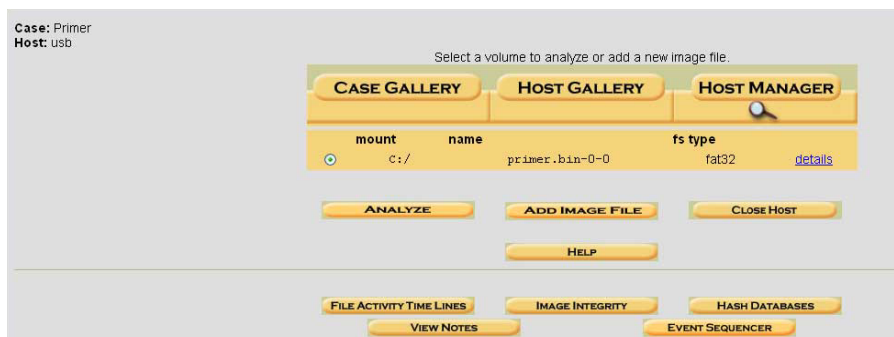 Case: Primer
Host: usb
Select a volume to analyze or add a new image file.
CASE GALLERY HOST GALLERY HOST MANAGER
mount name fs type
C:/ primer.bin-0-0 fat32 details
ANALYZE ADD IMAGE FILE CLOSE HOST
HELP
FILE ACTIVITY TIME LINES IMAGE INTEGRITY HASH DATABASES
VIEW NOTES EVENT SEQUENCER